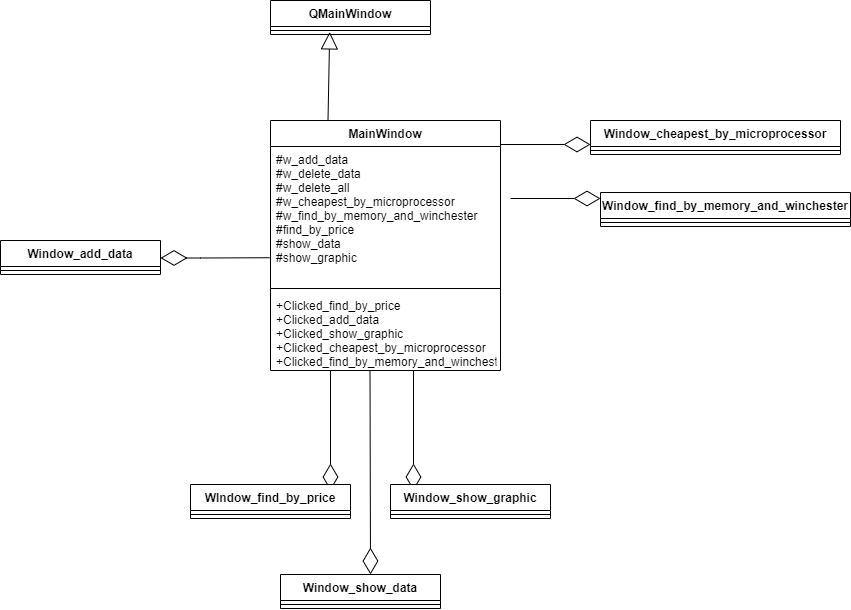 QMainWindow
MainWindow
#w_add_data
#w_delete_data
#w_delete_all
#w_cheapest_by_microprocessor
#w_find_by_memory_and_winchester
#find_by_price
#show_data
#show_graphic
+Clicked_find_by_price
+Clicked_add_data
+Clicked_show_graphic
+Clicked_cheapest_by_microprocessor
+Clicked_find_by_memory_and_winchest
Window_cheapest_by_microprocessor
Window_find_by_memory_and_winchester
Window_add_data
WIndow_find_by_price
Window_show_graphic
Window_show_data